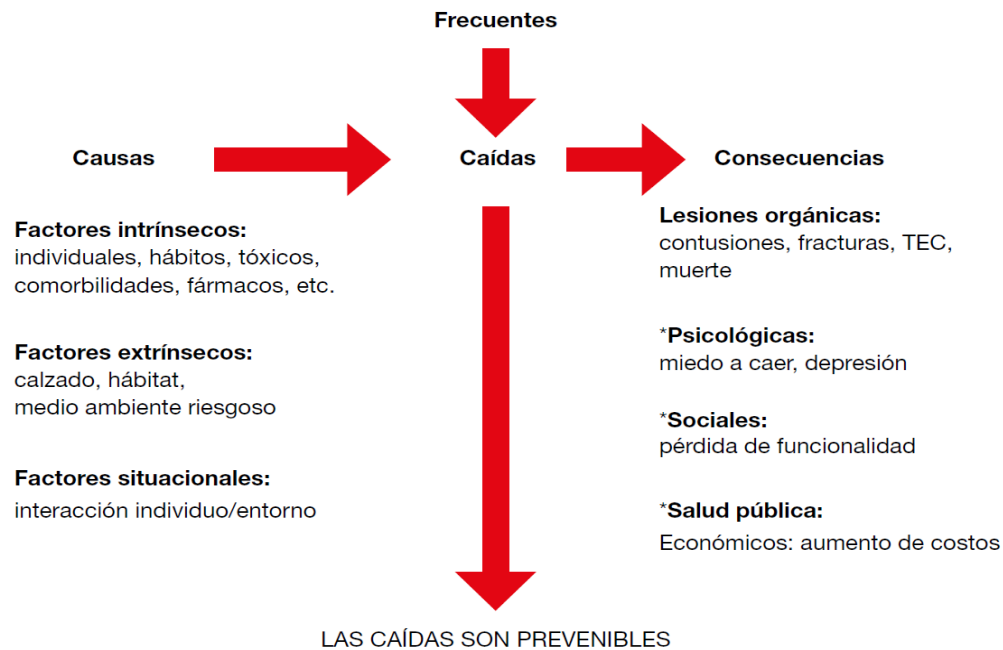 Frecuentes
Causas
Caídas
Consecuencias
Factores intrínsecos:
individuales, hábitos, tóxicos,
comorbilidades, fármacos, etc.
Factores extrínsecos:
calzado, hábitat,
medio ambiente riesgoso
Factores situacionales:
interacción individuo/entorno
Lesiones orgánicas:
contusiones, fracturas, TEC,
muerte
*Psicológicas:
miedo a caer, depresión
*Sociales:
pérdida de funcionalidad
*Salud pública:
Económicos: aumento de costos
LAS CAÍDAS SON PREVENIBLES